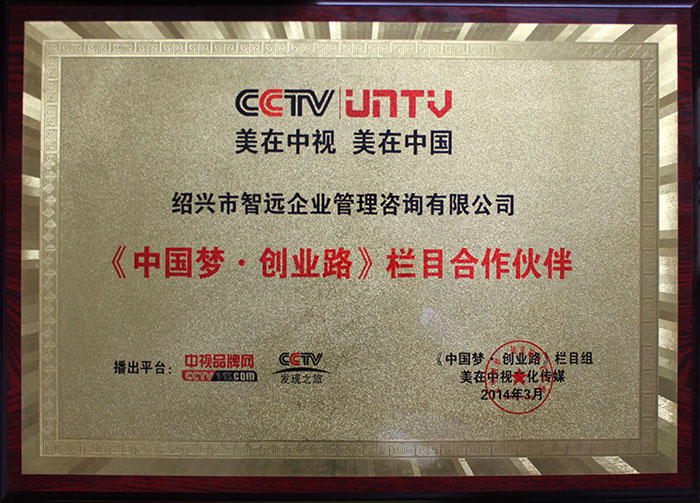 CCTV UNTV
美在中视 美在中国
绍兴市智远企业管理咨询有限公司
《中国梦·创业路》栏目合作伙伴
播出平台: 中视品牌网 CCTV .com CCTV 发现之旅
《中国梦·创业路》栏目组
美在中视 化传媒
2014年3月